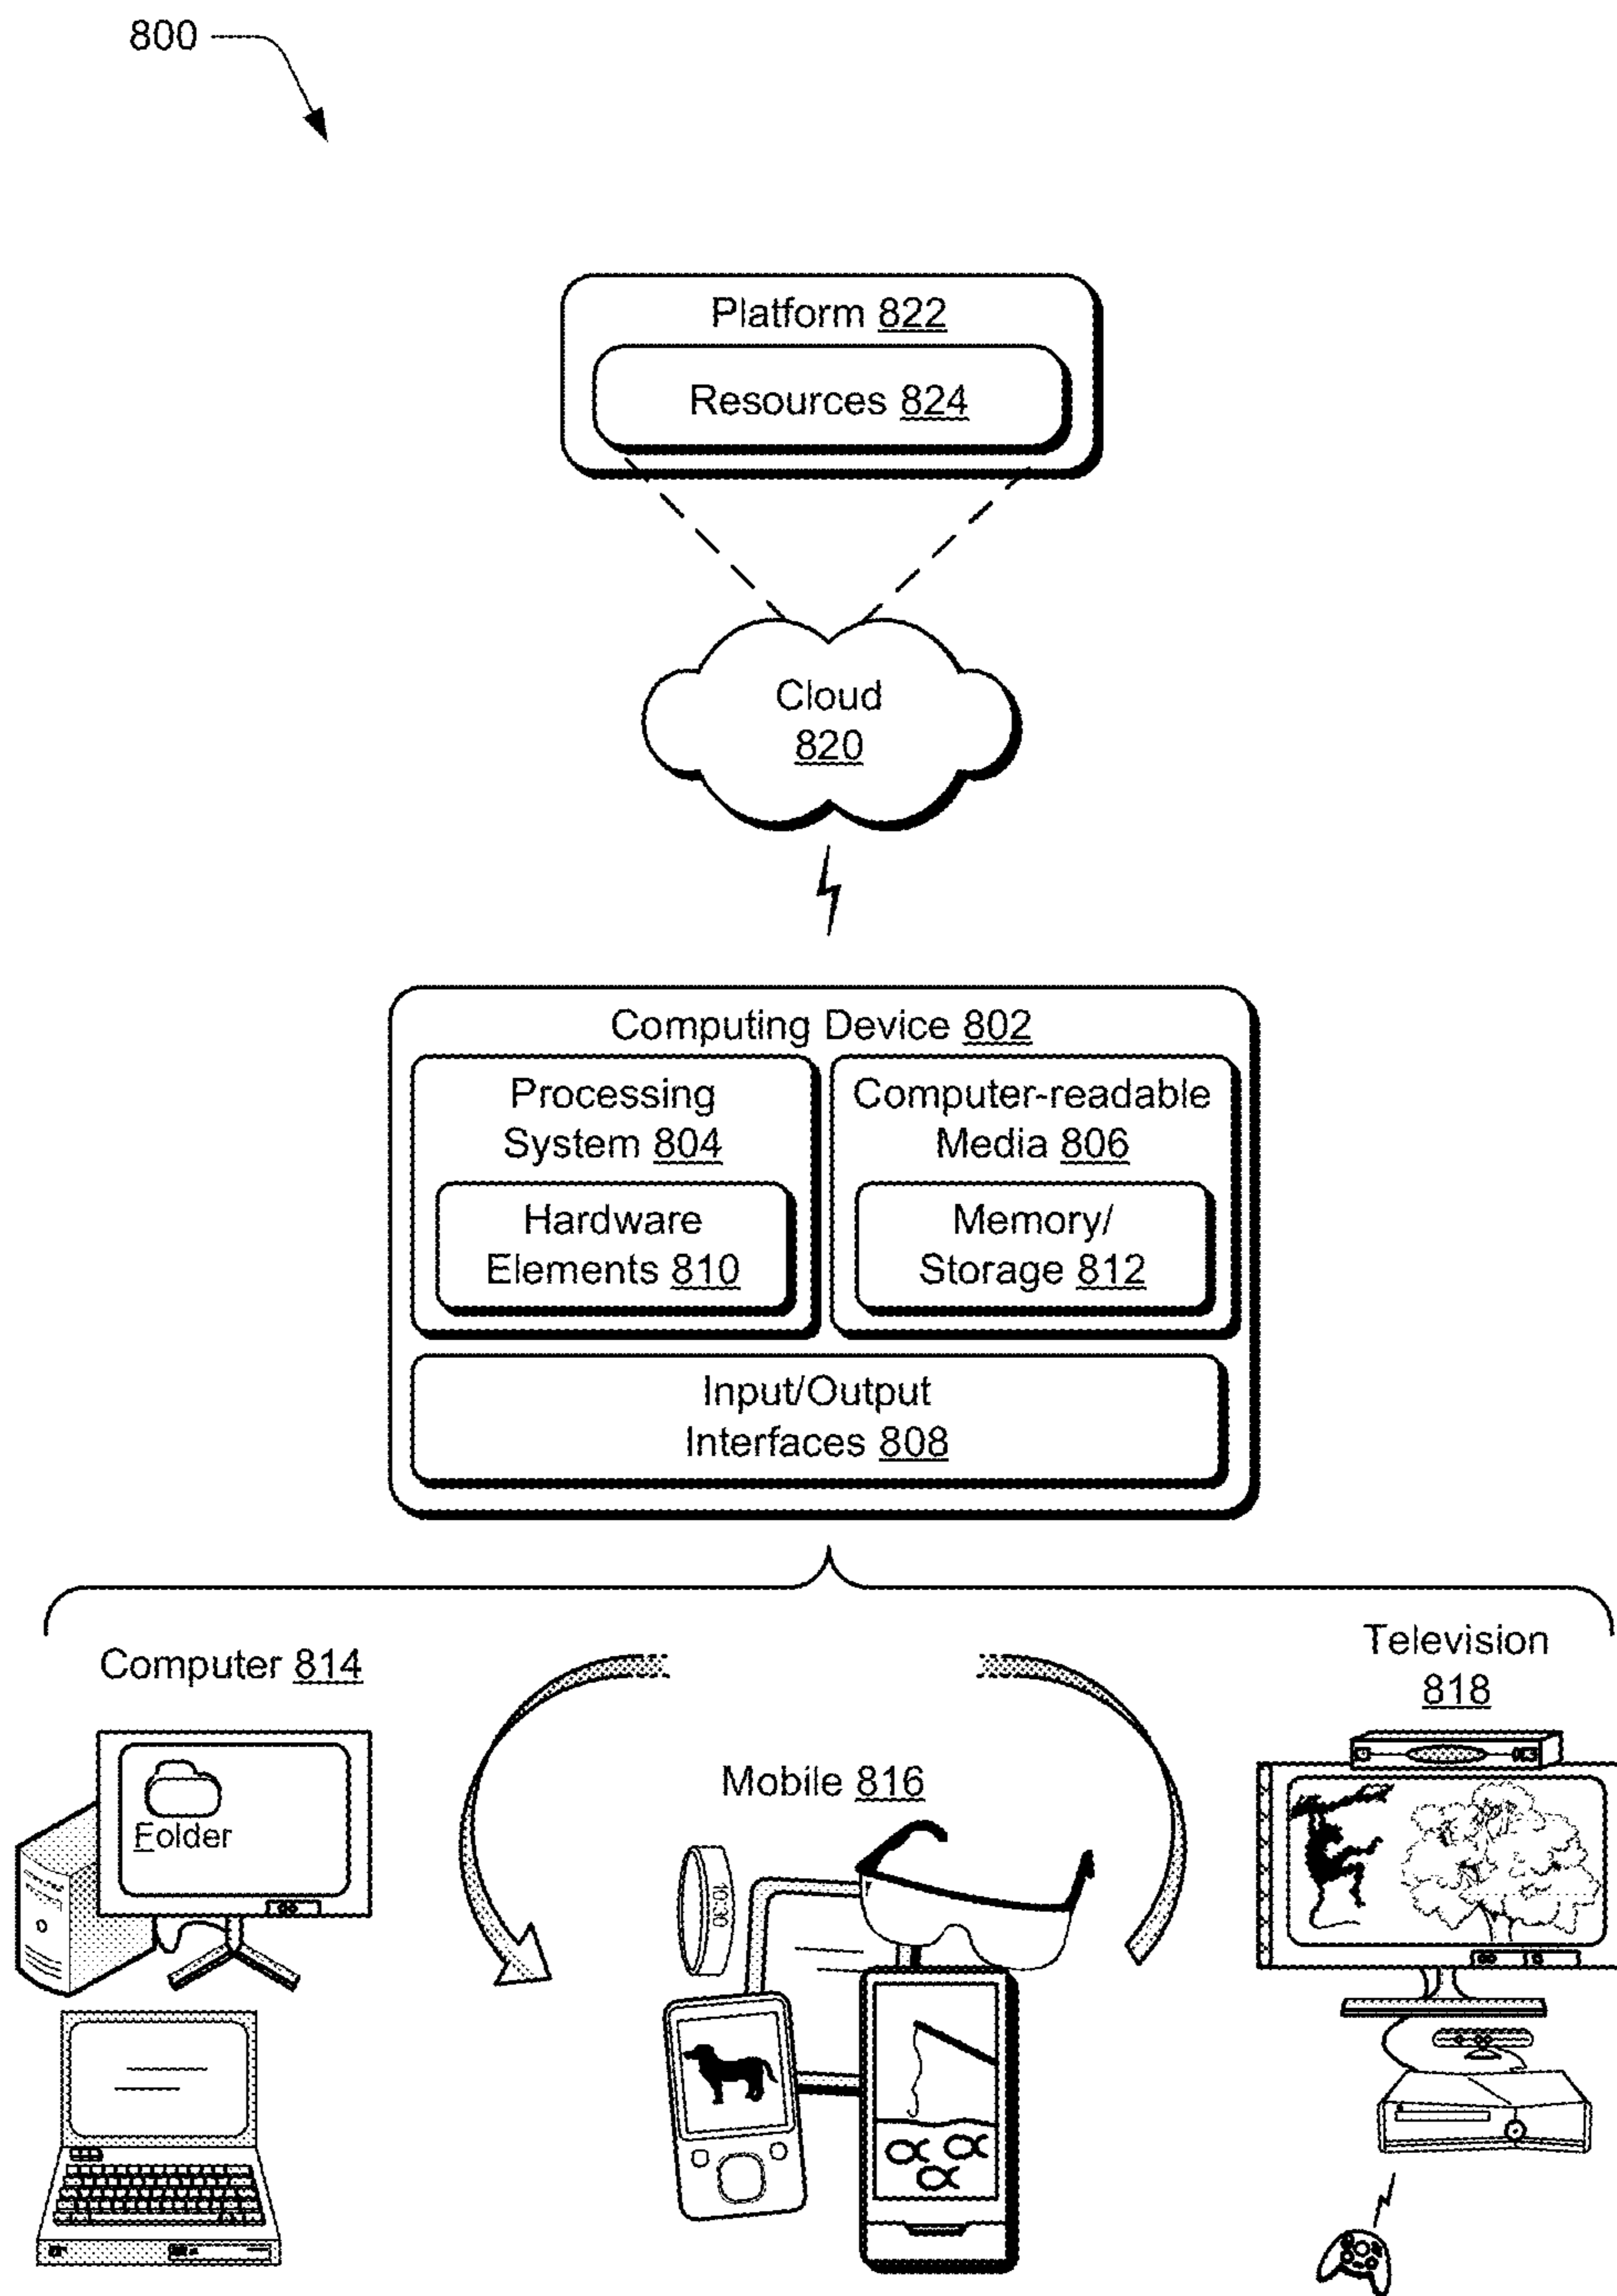 800
Platform 822
Resources 824
Cloud
820
Computing Device 802
Processing
System 804
Hardware
Elements 810
Computer-readable
Media 806
Memory/
Storage 812
Input/Output
Interfaces 808
Computer 814
Folder
Mobile 816
10:30
Television
818